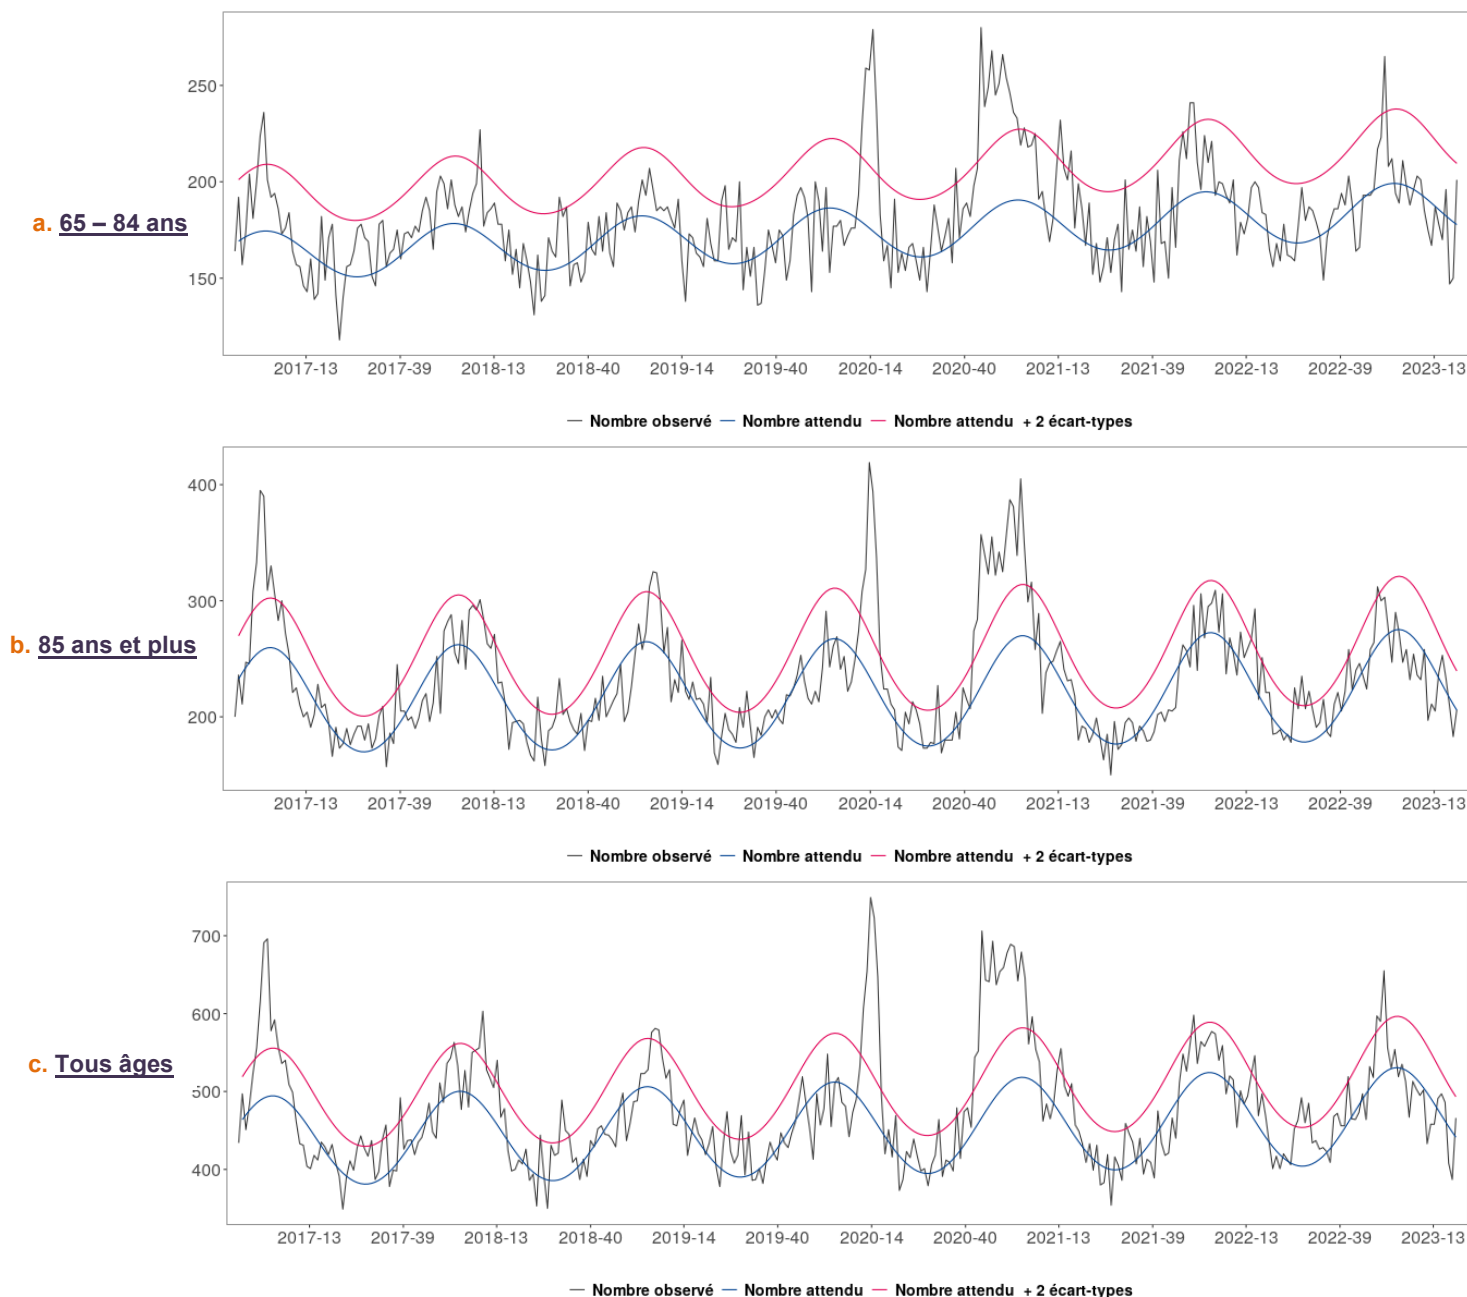 250
200
150
a. 65 – 84 ans
2017-13 2017-39 2018-13 2018-40 2019-14 2019-40 2020-14 2020-40 2021-13 2021-39 2022-13 2022-39 2023-13
Nombre observé Nombre attendu Nombre attendu + 2 écart-types
400
300
200
b. 85 ans et plus
2017-13 2017-39 2018-13 2018-40 2019-14 2019-40 2020-14 2020-40 2021-13 2021-39 2022-13 2022-39 2023-13
Nombre observé Nombre attendu Nombre attendu + 2 écart-types
700
600
500
400
c. Tous âges
2017-13 2017-39 2018-13 2018-40 2019-14 2019-40 2020-14 2020-40 2021-13 2021-39 2022-13 2022-39 2023-13
Nombre observé Nombre attendu Nombre attendu + 2 écart-types